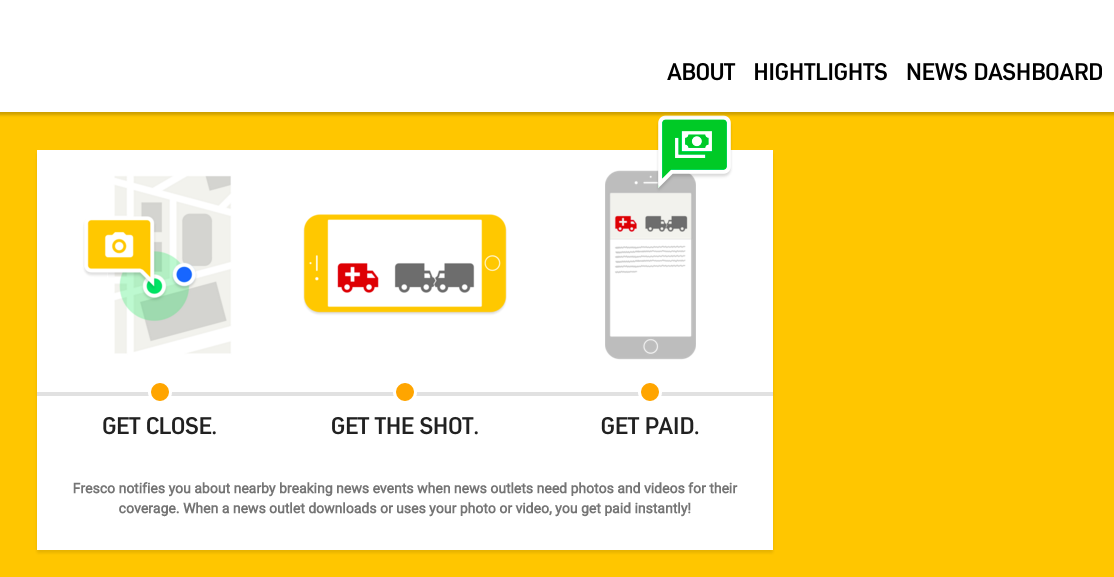 ABOUT HIGHTLIGHTS NEWS DASHBOARD
GET CLOSE. GET THE SHOT. GET PAID.
Fresco notifies you about nearby breaking news events when news outlets need photos and videos for their
coverage. When a news outlet downloads or uses your photo or video, you get paid instantly!